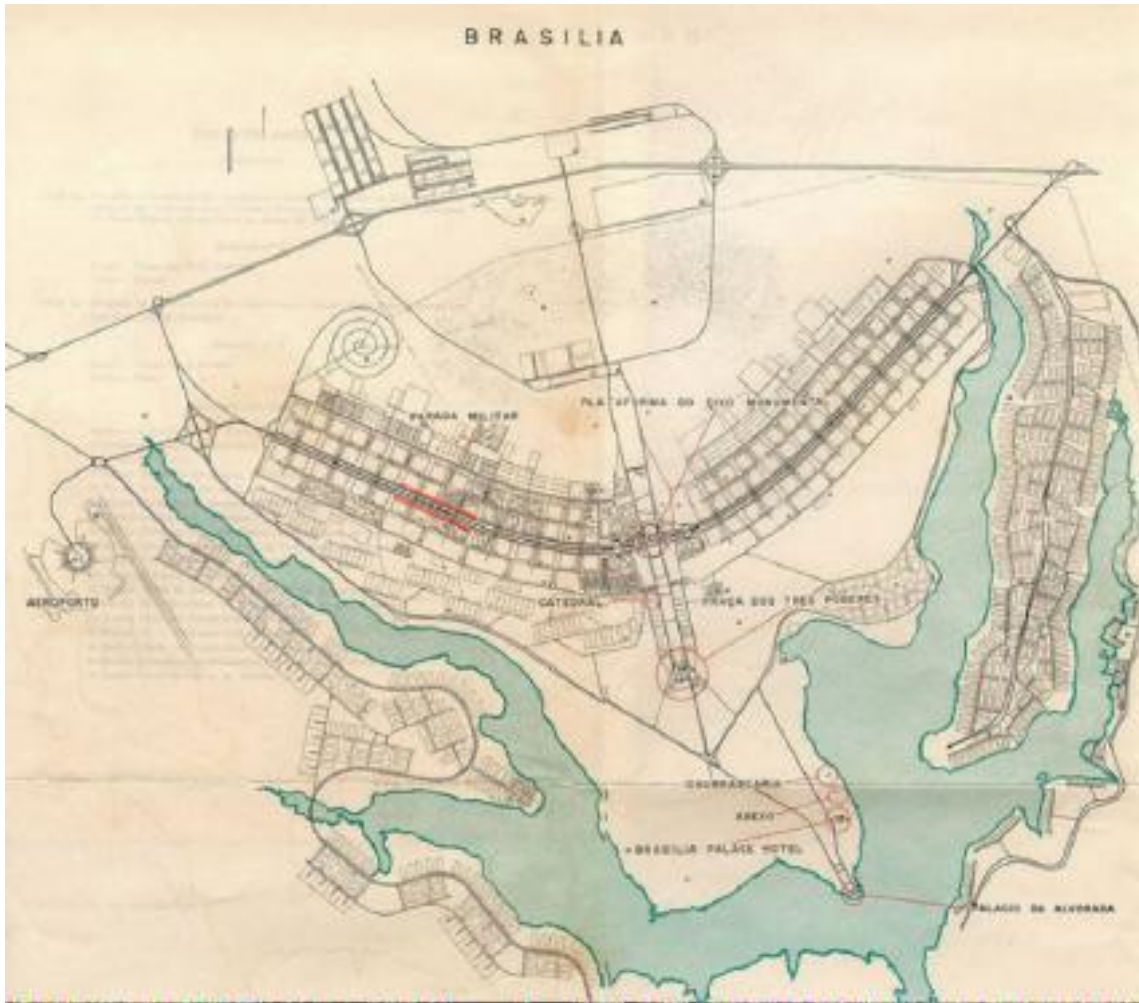 BRASILIA
PARADA MILITAR
PLATAFORMA DO EIXO MONUMENTAL
AEROPORTO
CATEDRAL
PRAÇA DOS TRES PODERES
CHURRASCARIA
ANEXO
BRASILIA PALACE HOTEL
PALACIO DA ALVORADA